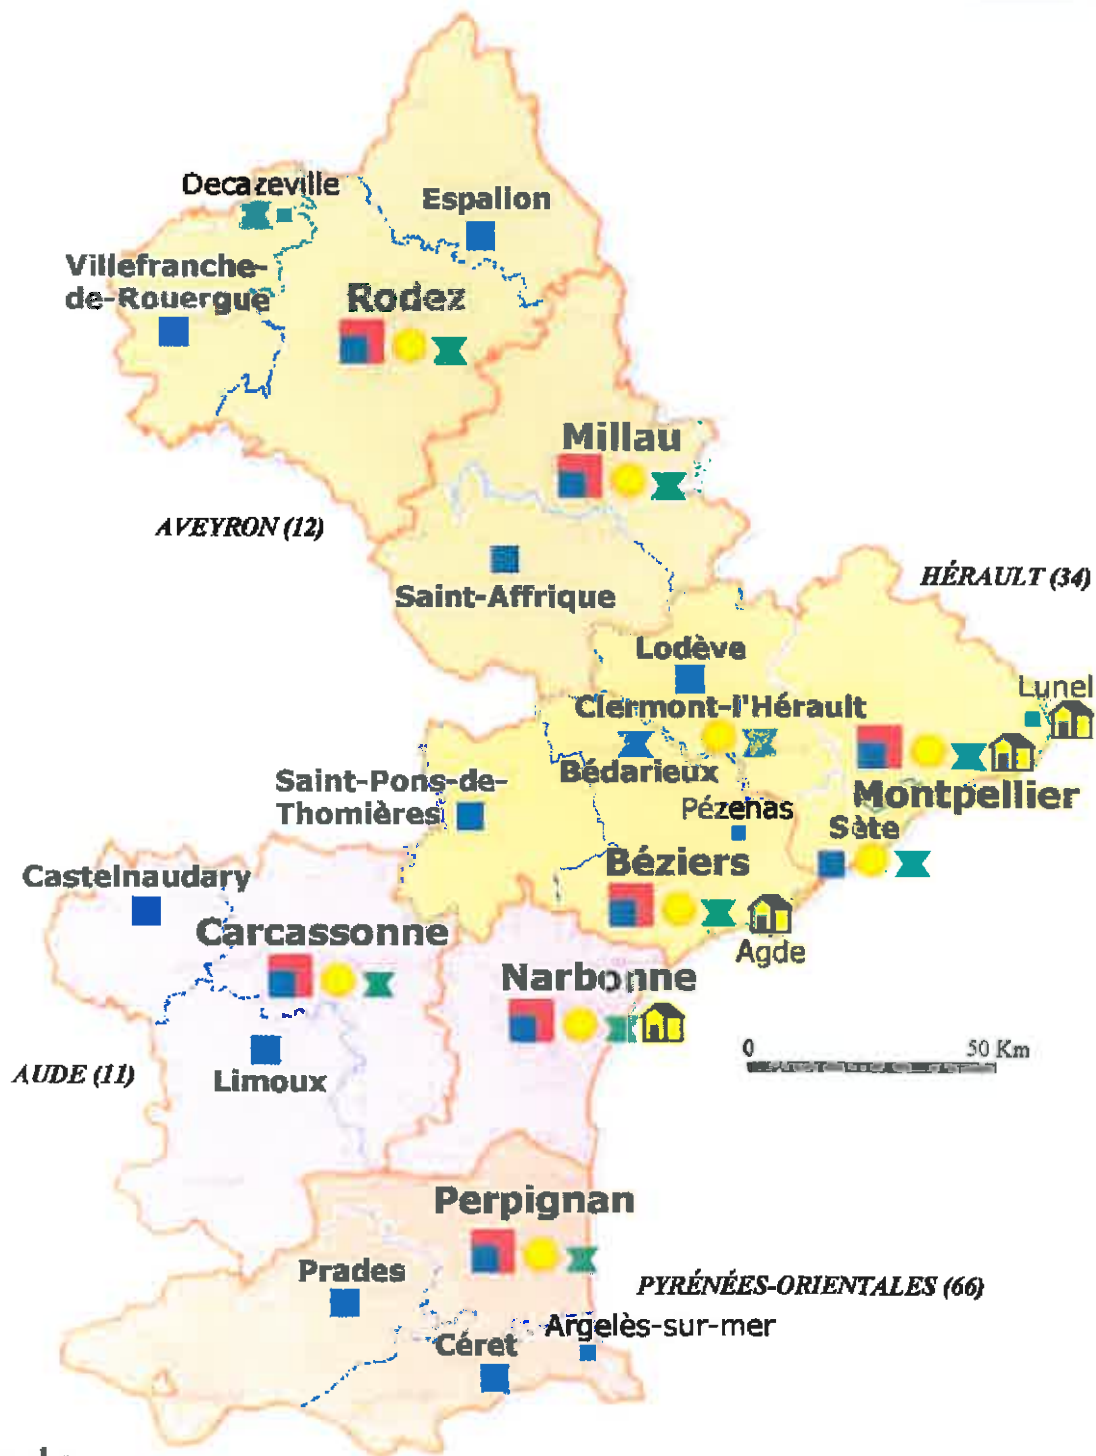 Decazeville
Espalion
Villefranche-
de-Rouergue
Rodez
Millau
AVEYRON (12)
HÉRAULT (34)
Saint-Affrique
Lodève
Lunel
Clermont-l'Hérault
Bédarieux
Saint-Pons-de-
Thomières
Pézenas
Montpellier
Sète
Béziers
Castelnaudary
Carcassonne
Agde
Narbonne
0 50 Km
AUDE (11)
Limoux
Perpignan
Prades
PYRÉNÉES-ORIENTALES (66)
Argelès-sur-mer
Céret